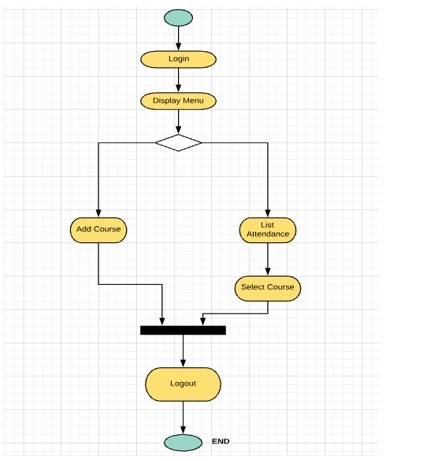 Login
Display Menu
Add Course
List
Attendance
Select Course
Logout
END